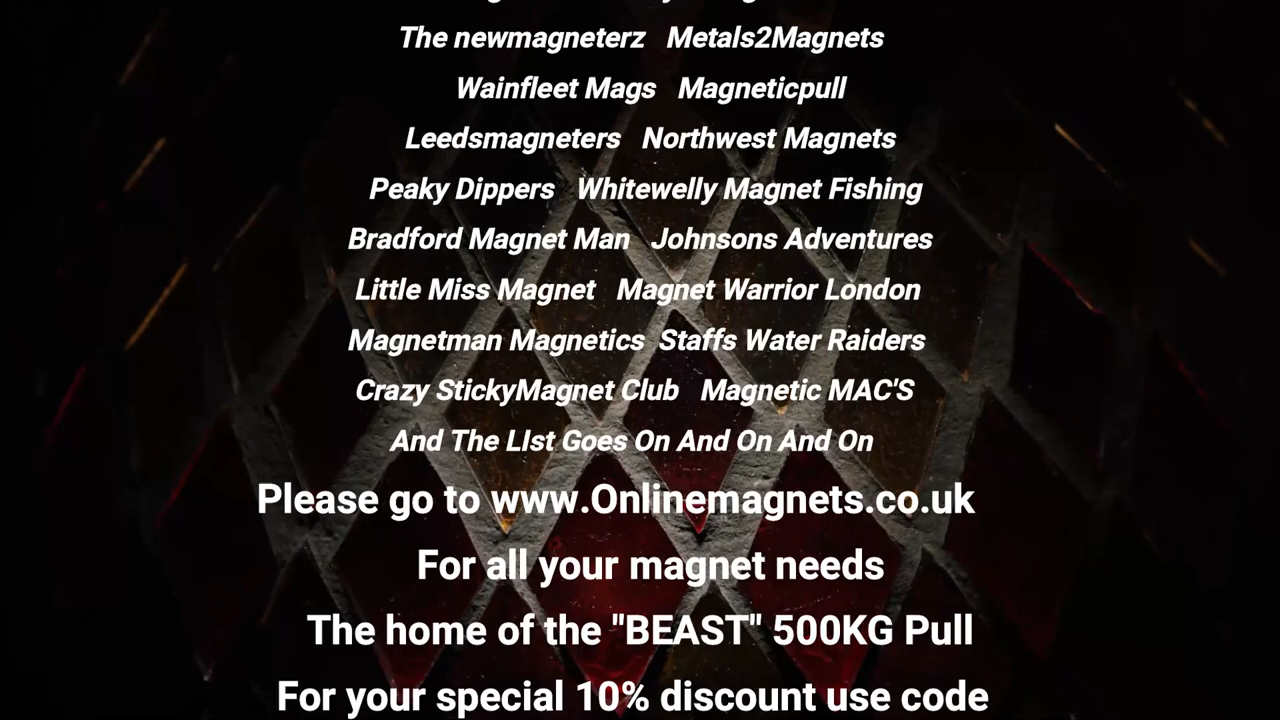 The newmagneterz Metals2Magnets
Wainfleet Mags Magneticpull
Leedsmagneters Northwest Magnets
Peaky Dippers Whitewelly Magnet Fishing
Bradford Magnet Man Johnsons Adventures
Little Miss Magnet Magnet Warrior London
Magnetman Magnetics Staffs Water Raiders
Crazy StickyMagnet Club Magnetic MAC'S
And The LIst Goes On And On And On
Please go to www.Onlinemagnets.co.uk
For all your magnet needs
The home of the "BEAST" 500KG Pull
For your special 10% discount use code